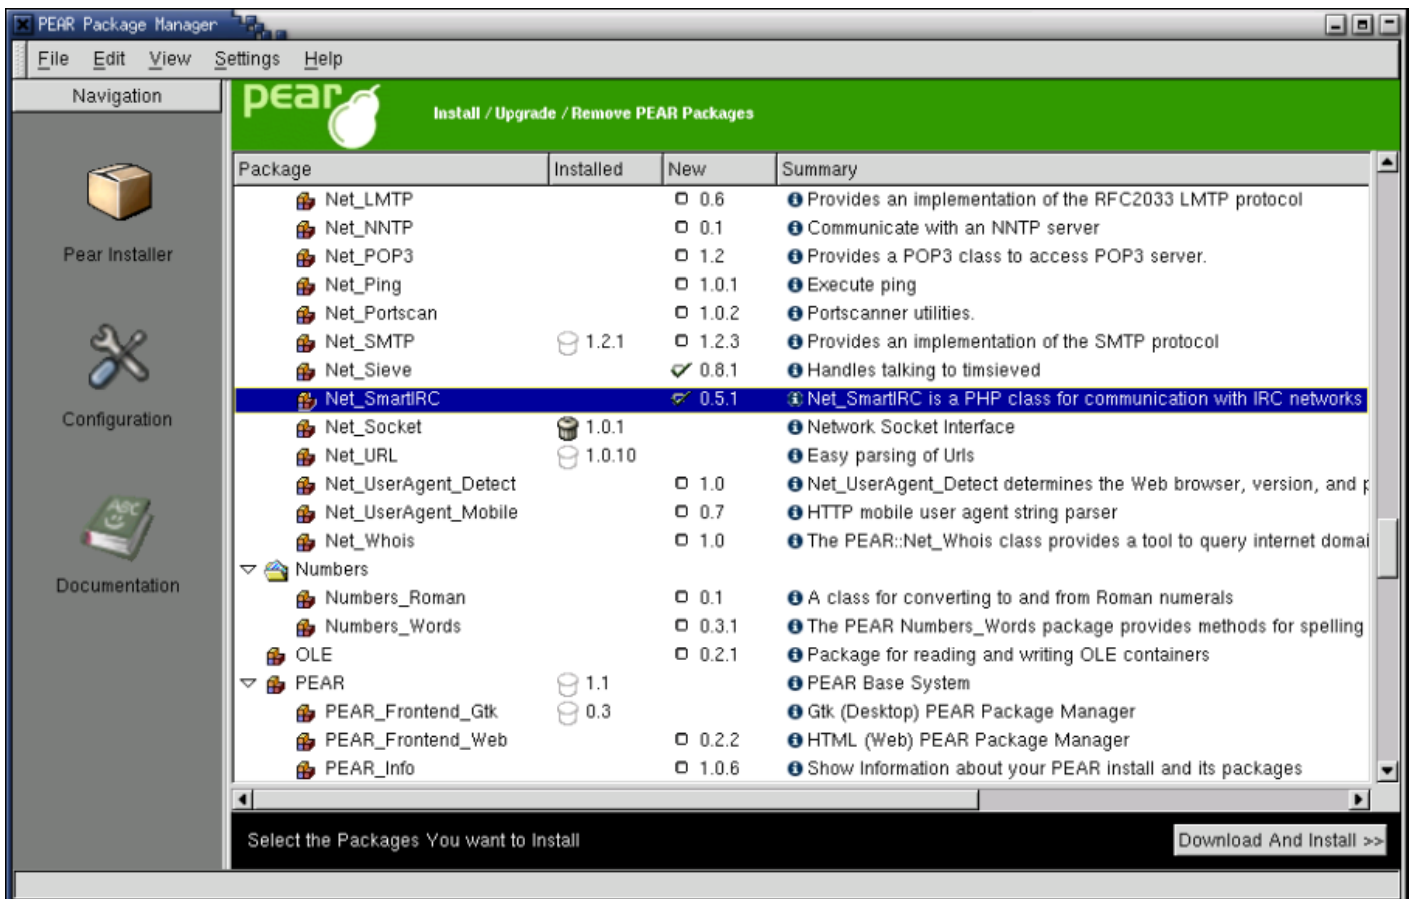 PEAR Package Manager
File Edit View Settings Help
Navigation
pear
Install / Upgrade / Remove PEAR Packages
Pear Installer
Configuration
ABC
Documentation
Package Installed New Summary
Net_LMTP 0.6 Provides an implementation of the RFC2033 LMTP protocol
Net_NNTP 0.1 Communicate with an NNTP server
Net_POP3 1.2 Provides a POP3 class to access POP3 server.
Net_Ping 1.0.1 Execute ping
Net_Portscan 1.0.2 Portscanner utilities.
Net_SMTP 1.2.1 1.2.3 Provides an implementation of the SMTP protocol
Net_Sieve 0.8.1 Handles talking to timsieved
Net_SmartIRC 0.5.1 Net_SmartIRC is a PHP class for communication with IRC networks
Net_Socket 1.0.1 Network Socket Interface
Net_URL 1.0.10 Easy parsing of Urls
Net_UserAgent_Detect 1.0 Net_UserAgent_Detect determines the Web browser, version, and p
Net_UserAgent_Mobile 0.7 HTTP mobile user agent string parser
Net_Whois 1.0 The PEAR::Net_Whois class provides a tool to query internet domai
Numbers
Numbers_Roman 0.1 A class for converting to and from Roman numerals
Numbers_Words 0.3.1 The PEAR Numbers_Words package provides methods for spelling
OLE 0.2.1 Package for reading and writing OLE containers
PEAR 1.1 PEAR Base System
PEAR_Frontend_Gtk 0.3 Gtk (Desktop) PEAR Package Manager
PEAR_Frontend_Web 0.2.2 HTML (Web) PEAR Package Manager
PEAR_Info 1.0.6 Show Information about your PEAR install and its packages
Select the Packages You want to Install
Download And Install >>